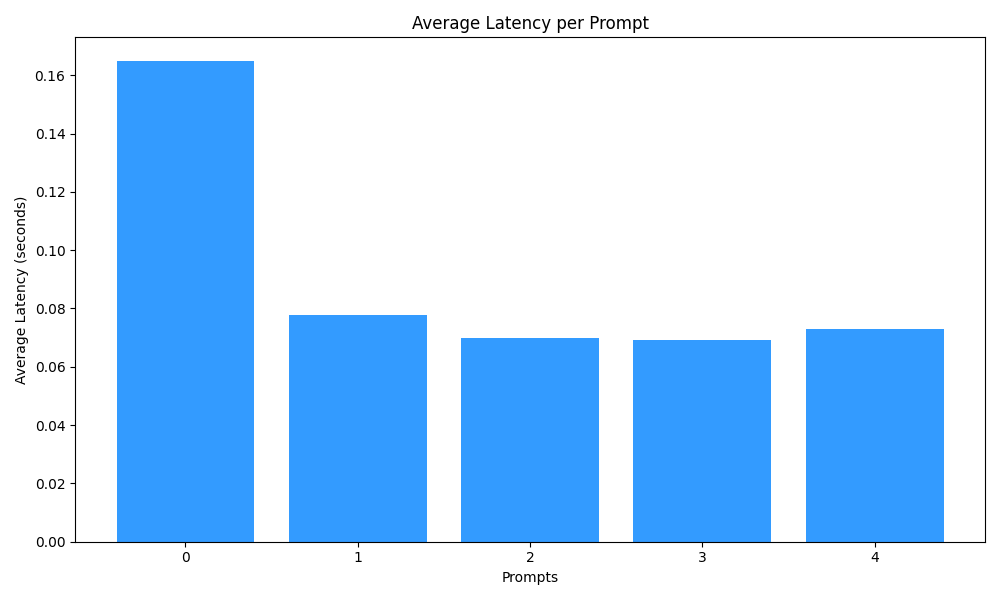 Average Latency per Prompt
Average Latency (seconds)
0.16
0.14
0.12
0.10
0.08
0.06
0.04
0.02
0.00
0 1 2 3 4
Prompts